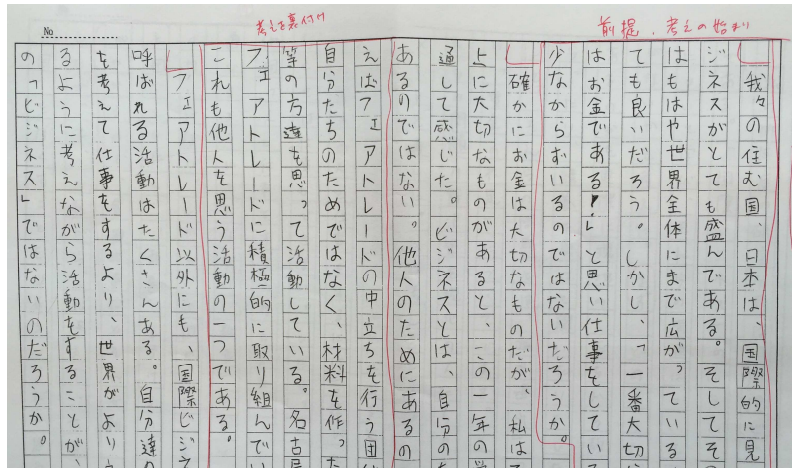 前提、考えの始まり
考えを裏付け
No
我々の住む国、日本は、国際的に見
ジネスがとても盛んである。そしてそ
はもはや世界全体にまで広がっている
ても良いだろう。しかし、「一番大切
はお金である!」と思い仕事をしてい
少なからずいるのではないだろうか。
確かにお金は大切なものだが、私は
上に大切なものがあると、この一年の
通して感じた。ビジネスとは、自分の
あるのではない。他人のためにあるの
えばフェアトレードの中立ちを行う団
自分たちのためではなく、材料を作った
等の方達を思って活動している。名古
フェアトレードに積極的に取り組んでい
これも他人を思う活動の一つである。
フェアトレード以外にも、国際ビジネ
呼ばれる活動はたくさんある。自分達の
を考えて仕事をするより、世界がより
るように考えながら活動をすることが、
の「ビジネス」ではないのだろうか。